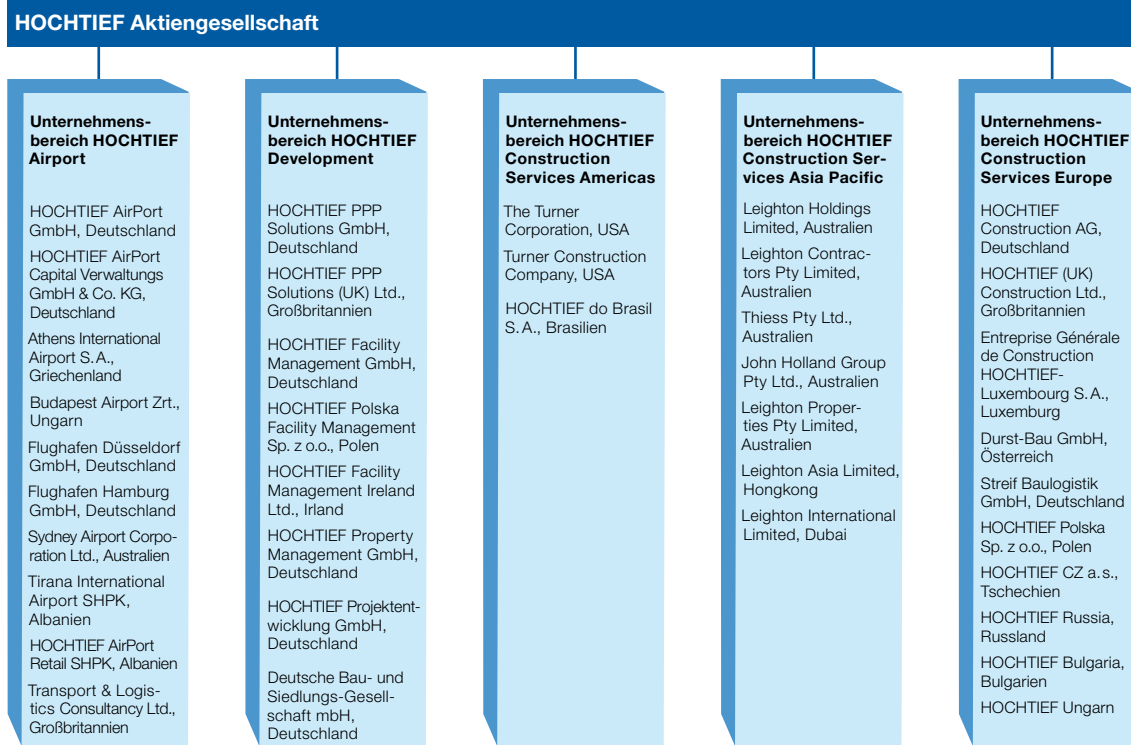 HOCHTIEF Aktiengesellschaft
Unternehmens-
bereich HOCHTIEF
Airport
HOCHTIEF AirPort
GmbH, Deutschland
HOCHTIEF AirPort
Capital Verwaltungs
GmbH & Co. KG,
Deutschland
Athens International
Airport S.A.,
Griechenland
Budapest Airport Zrt.,
Ungarn
Flughafen Düsseldorf
GmbH, Deutschland
Flughafen Hamburg
GmbH, Deutschland
Sydney Airport Corpo-
ration Ltd., Australien
Tirana International
Airport SHPK,
Albanien
HOCHTIEF AirPort
Retail SHPK, Albanien
Transport & Logis-
tics Consultancy Ltd.,
Großbritannien
Unternehmens-
bereich HOCHTIEF
Development
HOCHTIEF PPP
Solutions GmbH,
Deutschland
HOCHTIEF PPP
Solutions (UK) Ltd.,
Großbritannien
HOCHTIEF Facility
Management GmbH,
Deutschland
HOCHTIEF Polska
Facility Management
Sp. z o.o., Polen
HOCHTIEF Facility
Management Ireland
Ltd., Irland
HOCHTIEF Property
Management GmbH,
Deutschland
HOCHTIEF Projektent-
wicklung GmbH,
Deutschland
Deutsche Bau- und
Siedlungs-Gesell-
schaft mbH,
Deutschland
Unternehmens-
bereich HOCHTIEF
Construction
Services Americas
The Turner
Corporation, USA
Turner Construction
Company, USA
HOCHTIEF do Brasil
S.A., Brasilien
Unternehmens-
bereich HOCHTIEF
Construction Ser-
vices Asia Pacific
Leighton Holdings
Limited, Australien
Leighton Contrac-
tors Pty Limited,
Australien
Thiess Pty Ltd.,
Australien
John Holland Group
Pty Ltd., Australien
Leighton Proper-
ties Pty Limited,
Australien
Leighton Asia Limited,
Hongkong
Leighton International
Limited, Dubai
Unternehmens-
bereich HOCHTIEF
Construction
Services Europe
HOCHTIEF
Construction AG,
Deutschland
HOCHTIEF (UK)
Construction Ltd.,
Großbritannien
Entreprise Générale
de Construction
HOCHTIEF-
Luxembourg S.A.,
Luxemburg
Durst-Bau GmbH,
Österreich
Streif Baulogistik
GmbH, Deutschland
HOCHTIEF Polska
Sp. z o.o., Polen
HOCHTIEF CZ a.s.,
Tschechien
HOCHTIEF Russia,
Russland
HOCHTIEF Bulgaria,
Bulgarien
HOCHTIEF Ungarn